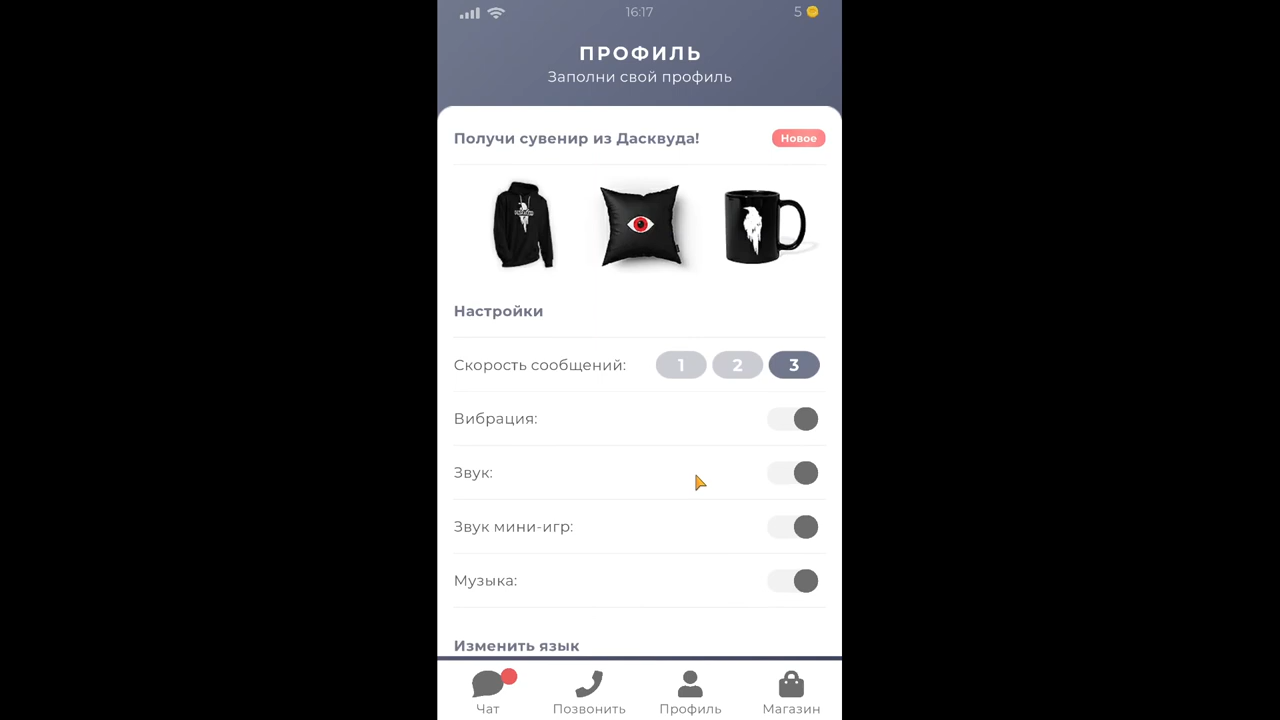 16:17
5
ПРОФИЛЬ
Заполни свой профиль
Получи сувенир из Дасквуда!
Новое
Настройки
Скорость сообщений:
1 2 3
Вибрация:
Звук:
Звук мини-игр:
Музыка:
Изменить язык
Чат Позвонить Профиль Магазин